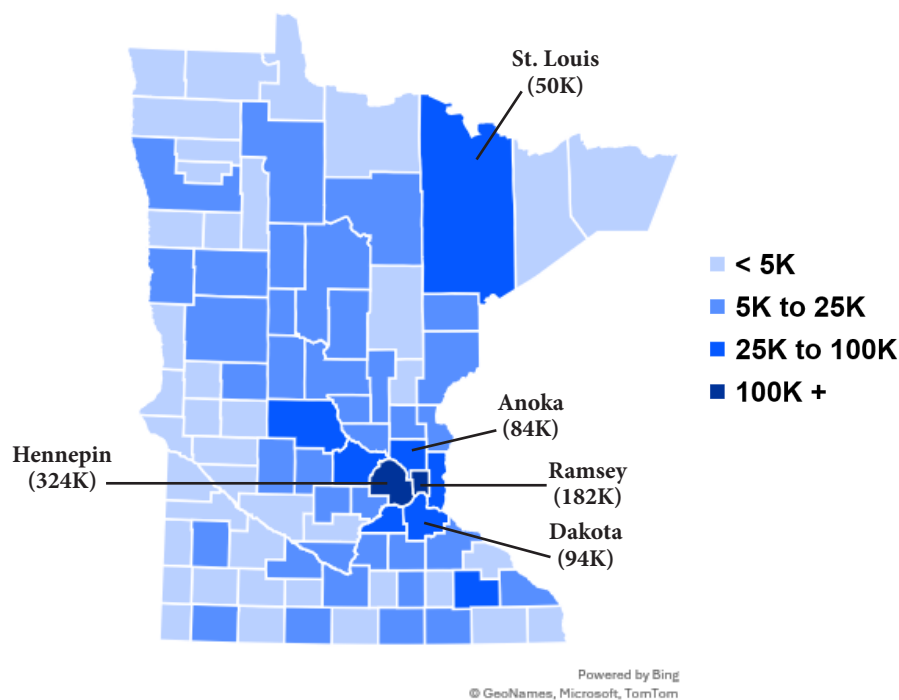 St. Louis
(50K)
< 5K
5K to 25K
25K to 100K
100K +
Anoka
(84K)
Hennepin
(324K)
Ramsey
(182K)
Dakota
(94K)
Powered by Bing
© GeoNames, Microsoft, TomTom